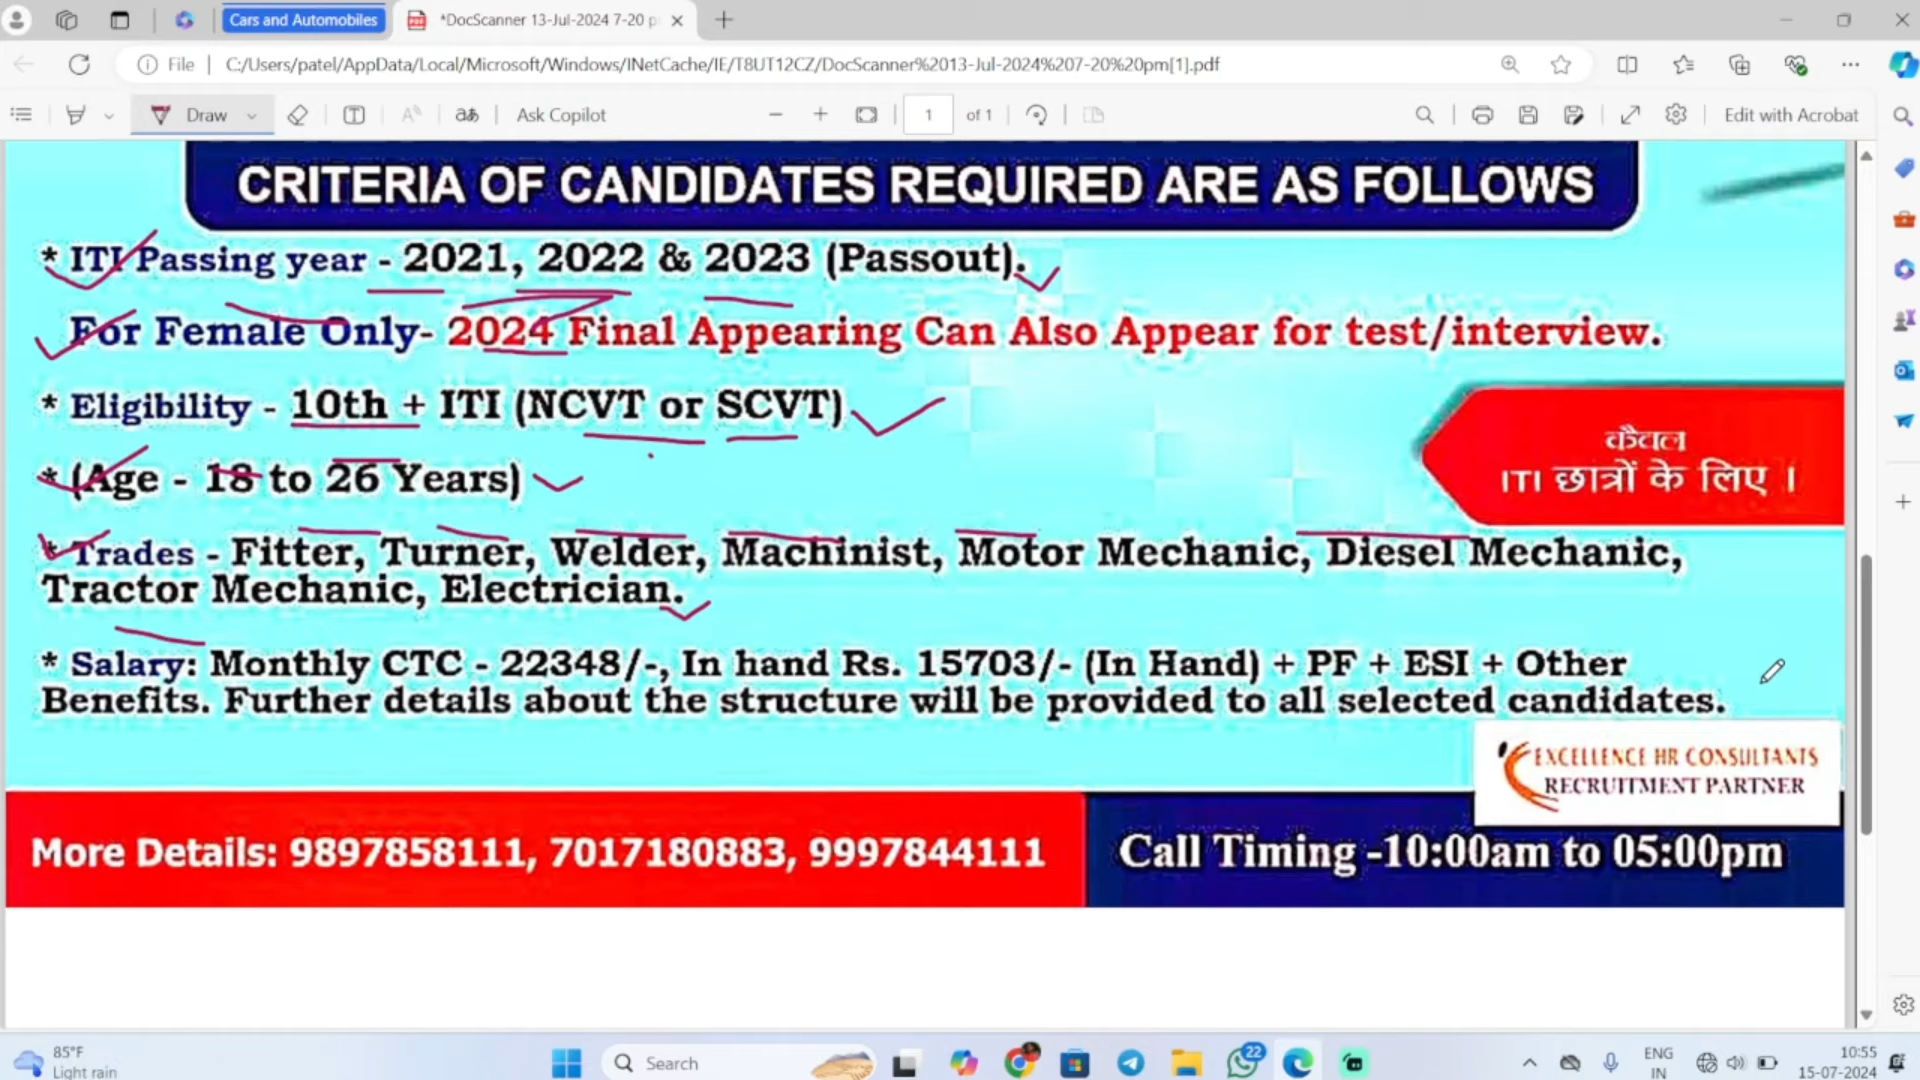 Cars and Automobiles
*DocScanner 13-Jul-2024 7-20 p
File
C:/Users/patel/AppData/Local/Microsoft/Windows/INetCache/IE/T8UT12CZ/DocScanner%2013-Jul-2024%207-20%20pm[1].pdf
Draw
Ask Copilot
1 of 1
Edit with Acrobat
CRITERIA OF CANDIDATES REQUIRED ARE AS FOLLOWS
* ITI Passing year - 2021, 2022 & 2023 (Passout).
For Female Only- 2024 Final Appearing Can Also Appear for test/interview.
* Eligibility - 10th + ITI (NCVT or SCVT)
कैवल
ITI छात्रों के लिए ।
* (Age - 18 to 26 Years)
* Trades - Fitter, Turner, Welder, Machinist, Motor Mechanic, Diesel Mechanic,
Tractor Mechanic, Electrician.
* Salary: Monthly CTC - 22348/-, In hand Rs. 15703/- (In Hand) + PF + ESI + Other
Benefits. Further details about the structure will be provided to all selected candidates.
EXCELLENCE HR CONSULTANTS
RECRUITMENT PARTNER
More Details: 9897858111, 7017180883, 9997844111
Call Timing -10:00am to 05:00pm
85°F
Light rain
Search
22
ENG
IN
10:55
15-07-2024